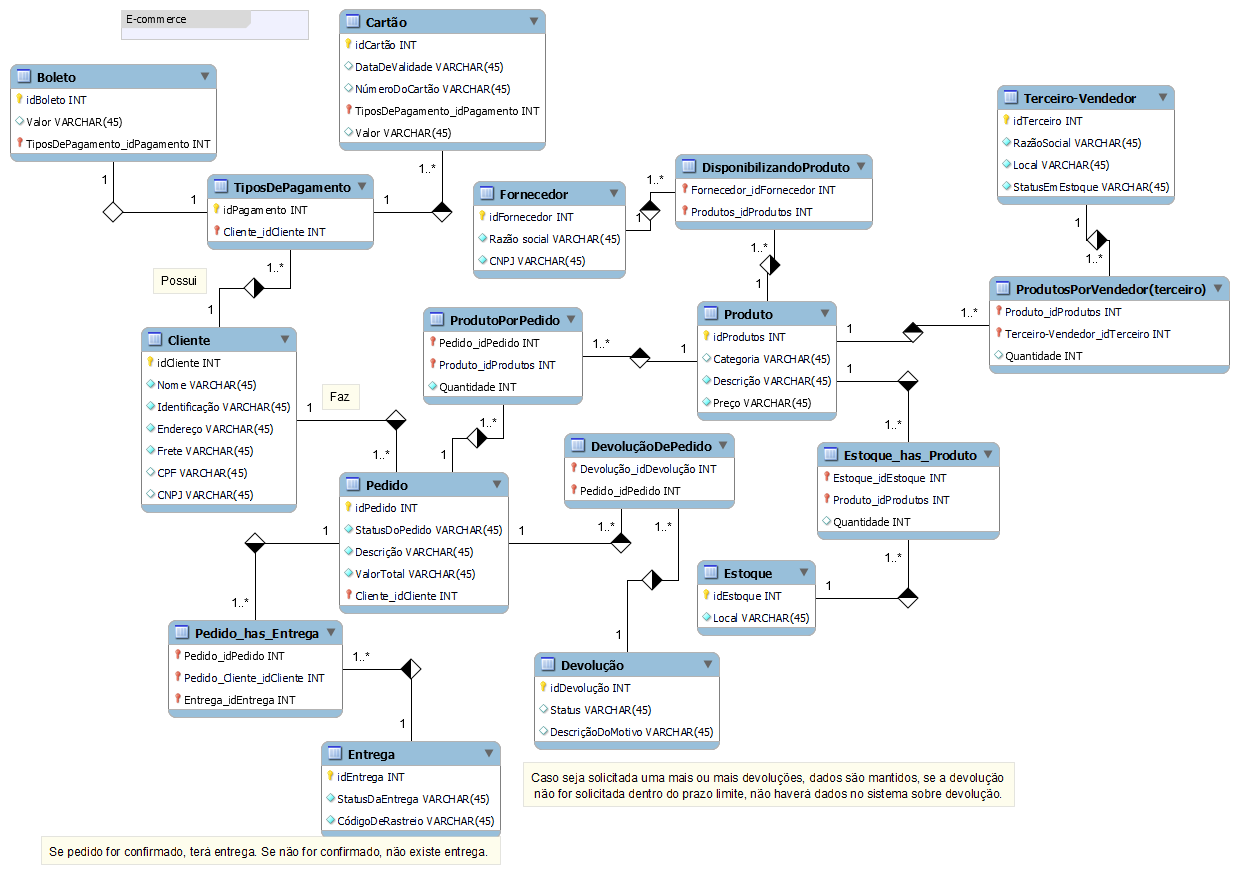 E-commerce
Cartão
idCartão INT
DataDeValidade VARCHAR(45)
NúmeroDoCartão VARCHAR(45)
TiposDePagamento_idPagamento INT
Valor VARCHAR(45)
Boleto
idBoleto INT
Valor VARCHAR(45)
TiposDePagamento_idPagamento INT
Terceiro-Vendedor
idTerceiro INT
RazãoSocial VARCHAR(45)
Local VARCHAR(45)
StatusEmEstoque VARCHAR(45)
1
1
1
1..*
TiposDePagamento
idPagamento INT
Cliente_idCliente INT
Fornecedor
idFornecedor INT
Razão social VARCHAR(45)
CNPJ VARCHAR(45)
1
1..*
DisponibilizandoProduto
Fornecedor_idFornecedor INT
Produtos_idProdutos INT
1..*
1
1
1..*
Possui
1..*
1
ProdutosPorVendedor(terceiro)
Produto_idProdutos INT
Terceiro-Vendedor_idTerceiro INT
Quantidade INT
ProdutoPorPedido
Pedido_idPedido INT
Produto_idProdutos INT
Quantidade INT
1..*
1
Produto
idProdutos INT
Categoria VARCHAR(45)
Descrição VARCHAR(45)
Preço VARCHAR(45)
1
1..*
1
1..*
Cliente
idCliente INT
Nome VARCHAR(45)
Identificação VARCHAR(45)
Endereço VARCHAR(45)
Frete VARCHAR(45)
CPF VARCHAR(45)
CNPJ VARCHAR(45)
Faz
1
1..*
1..*
1
DevoluçãoDePedido
Devolução_idDevolução INT
Pedido_idPedido INT
Estoque_has_Produto
Estoque_idEstoque INT
Produto_idProdutos INT
Quantidade INT
Pedido
idPedido INT
StatusDoPedido VARCHAR(45)
Descrição VARCHAR(45)
ValorTotal VARCHAR(45)
Cliente_idCliente INT
1
1..*
1..*
1
1
1..*
Estoque
idEstoque INT
Local VARCHAR(45)
1
1..*
Pedido_has_Entrega
Pedido_idPedido INT
Pedido_Cliente_idCliente INT
Entrega_idEntrega INT
1..*
1
Devolução
idDevolução INT
Status VARCHAR(45)
DescriçãoDoMotivo VARCHAR(45)
Entrega
idEntrega INT
StatusDaEntrega VARCHAR(45)
CódigoDeRastreio VARCHAR(45)
Caso seja solicitada uma mais ou mais devoluções, dados são mantidos, se a devolução
não for solicitada dentro do prazo limite, não haverá dados no sistema sobre devolução.
Se pedido for confirmado, terá entrega. Se não for confirmado, não existe entrega.